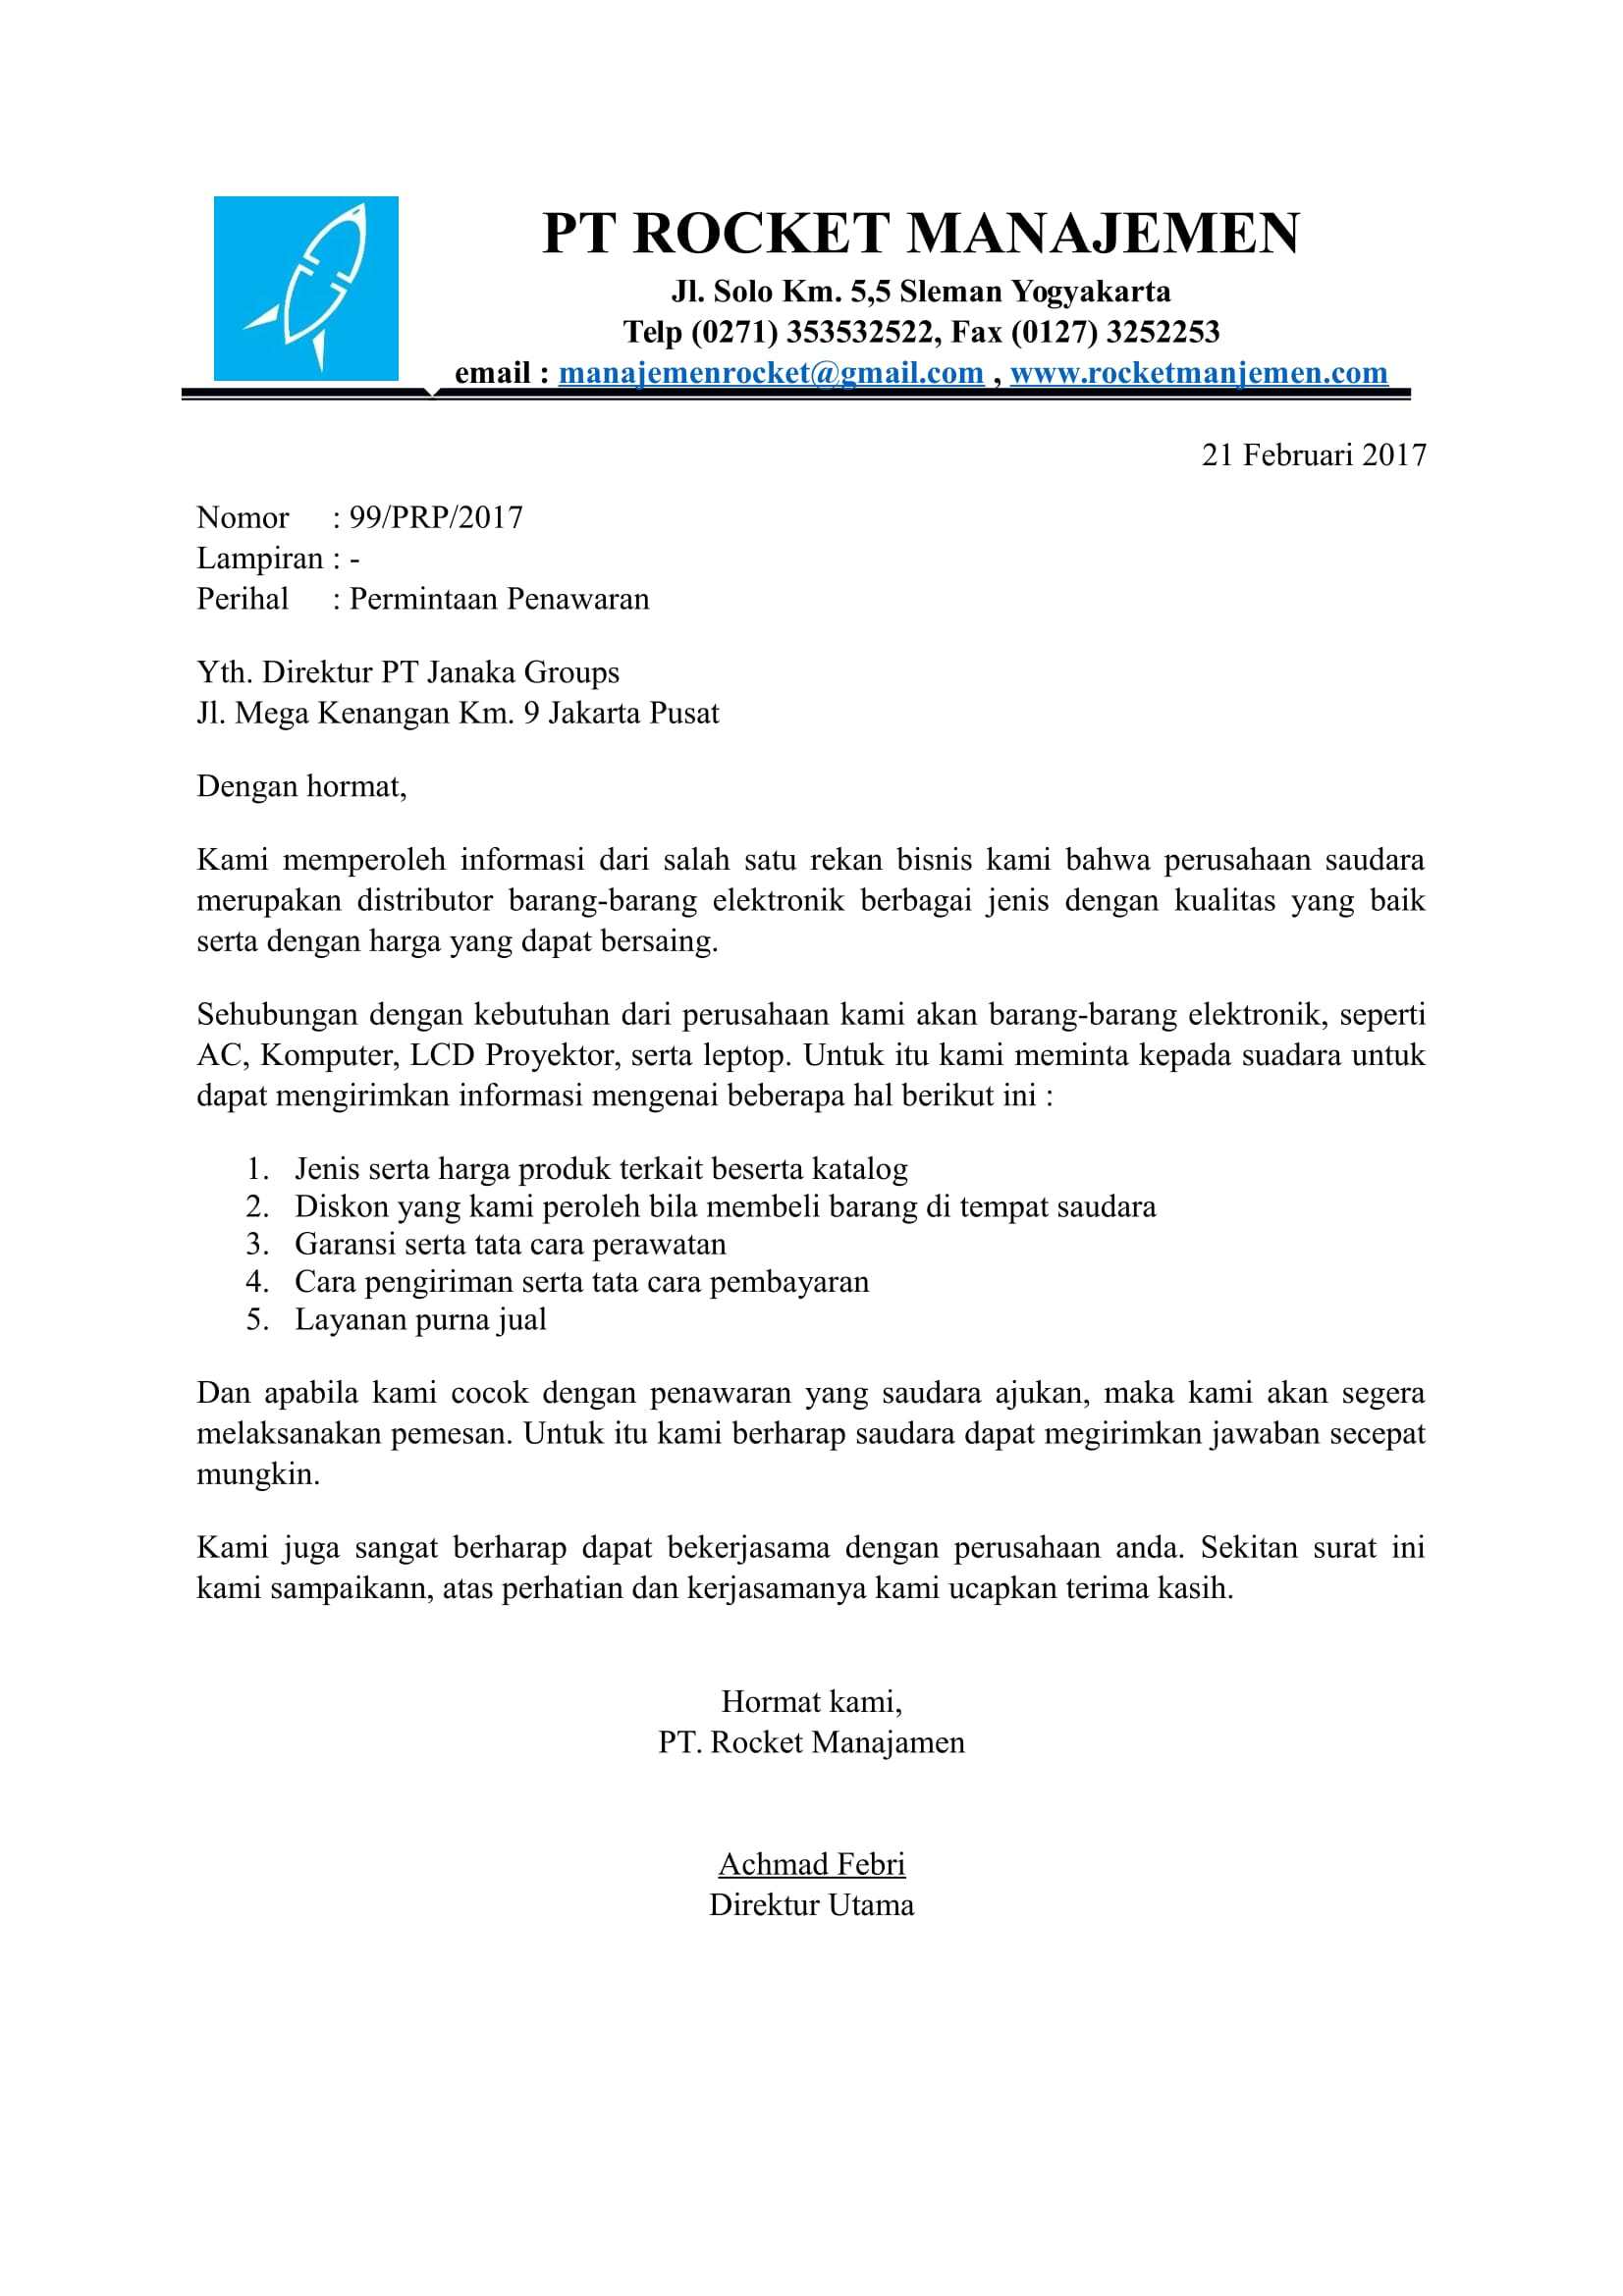 PT ROCKET MANAJEMEN
Jl. Solo Km. 5,5 Sleman Yogyakarta
Telp (0271) 353532522, Fax (0127) 3252253
email : manajemenrocket@gmail.com , www.rocketmanjemen.com
21 Februari 2017
Nomor : 99/PRP/2017
Lampiran : -
Perihal : Permintaan Penawaran
Yth. Direktur PT Janaka Groups
Jl. Mega Kenangan Km. 9 Jakarta Pusat
Dengan hormat,
Kami memperoleh informasi dari salah satu rekan bisnis kami bahwa perusahaan saudara
merupakan distributor barang-barang elektronik berbagai jenis dengan kualitas yang baik
serta dengan harga yang dapat bersaing.
Sehubungan dengan kebutuhan dari perusahaan kami akan barang-barang elektronik, seperti
AC, Komputer, LCD Proyektor, serta leptop. Untuk itu kami meminta kepada suadara untuk
dapat mengirimkan informasi mengenai beberapa hal berikut ini :
1. Jenis serta harga produk terkait beserta katalog
2. Diskon yang kami peroleh bila membeli barang di tempat saudara
3. Garansi serta tata cara perawatan
4. Cara pengiriman serta tata cara pembayaran
5. Layanan purna jual
Dan apabila kami cocok dengan penawaran yang saudara ajukan, maka kami akan segera
melaksanakan pemesan. Untuk itu kami berharap saudara dapat megirimkan jawaban secepat
mungkin.
Kami juga sangat berharap dapat bekerjasama dengan perusahaan anda. Sekitan surat ini
kami sampaikann, atas perhatian dan kerjasamanya kami ucapkan terima kasih.
Hormat kami,
PT. Rocket Manajamen
Achmad Febri
Direktur Utama